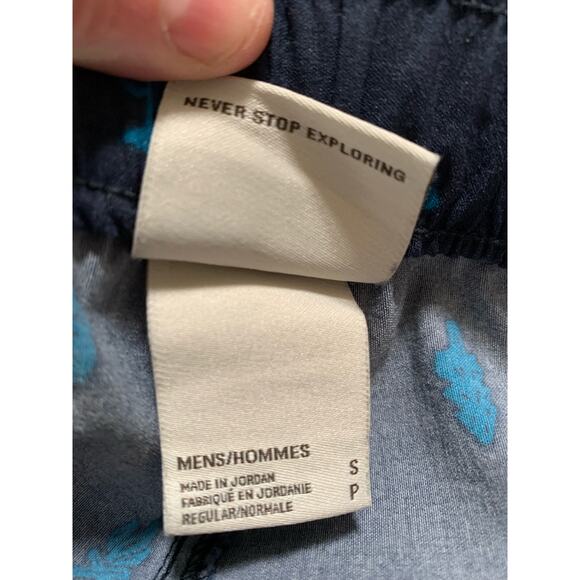 NEVER STOP EXPLORING
MENS/HOMMES
MADE IN JORDAN
FABRIQUÉ EN JORDANIE
REGULAR/NORMALE
S
P